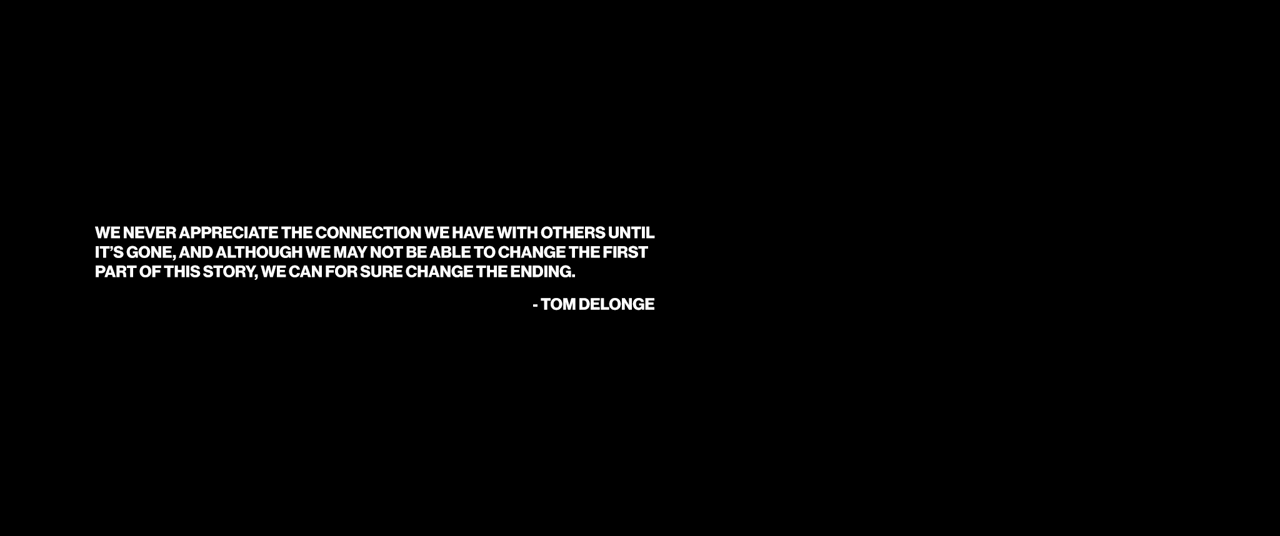 WE NEVER APPRECIATE THE CONNECTION WE HAVE WITH OTHERS UNTIL
IT’S GONE, AND ALTHOUGH WE MAY NOT BE ABLE TO CHANGE THE FIRST
PART OF THIS STORY, WE CAN FOR SURE CHANGE THE ENDING.
- TOM DELONGE